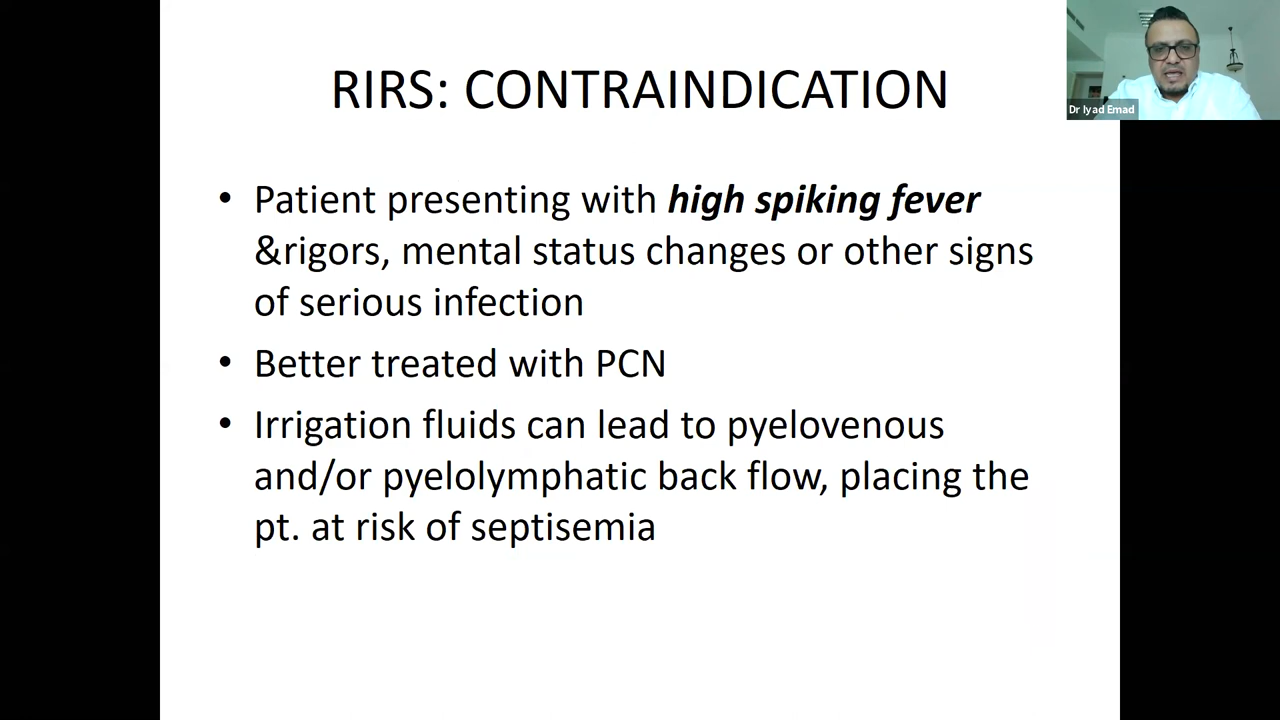 RIRS: CONTRAINDICATION
Dr Iyad Emad
• Patient presenting with high spiking fever
&rigors, mental status changes or other signs
of serious infection
• Better treated with PCN
• Irrigation fluids can lead to pyelovenous
and/or pyelolymphatic back flow, placing the
pt. at risk of septisemia